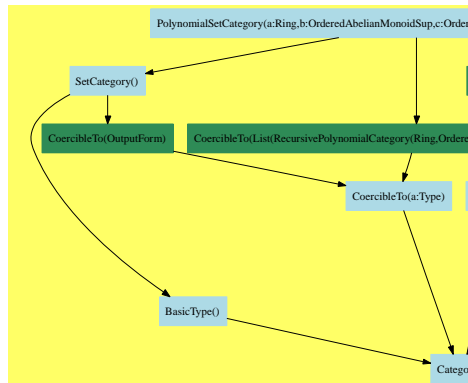 PolynomialSetCategory(a:Ring,b:OrderedAbelianMonoidSup,c:Order
SetCategory()
CoercibleTo(OutputForm)
CoercibleTo(List(RecursivePolynomialCategory(Ring,Ordere
CoercibleTo(a:Type)
BasicType()
Catego